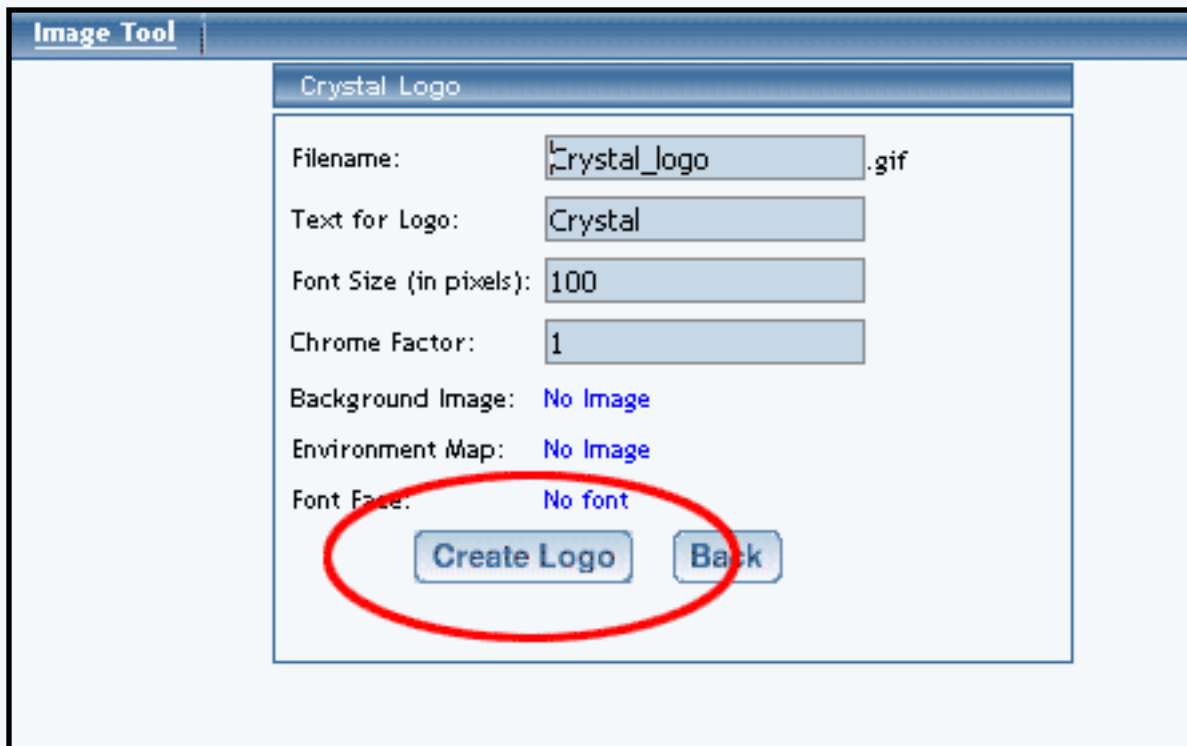 Image Tool
Crystal Logo
Filename: Crystal_logo .gif
Text for Logo: Crystal
Font Size (in pixels): 100
Chrome Factor: 1
Background Image: No Image
Environment Map: No Image
Font Face: No font
Create Logo Back